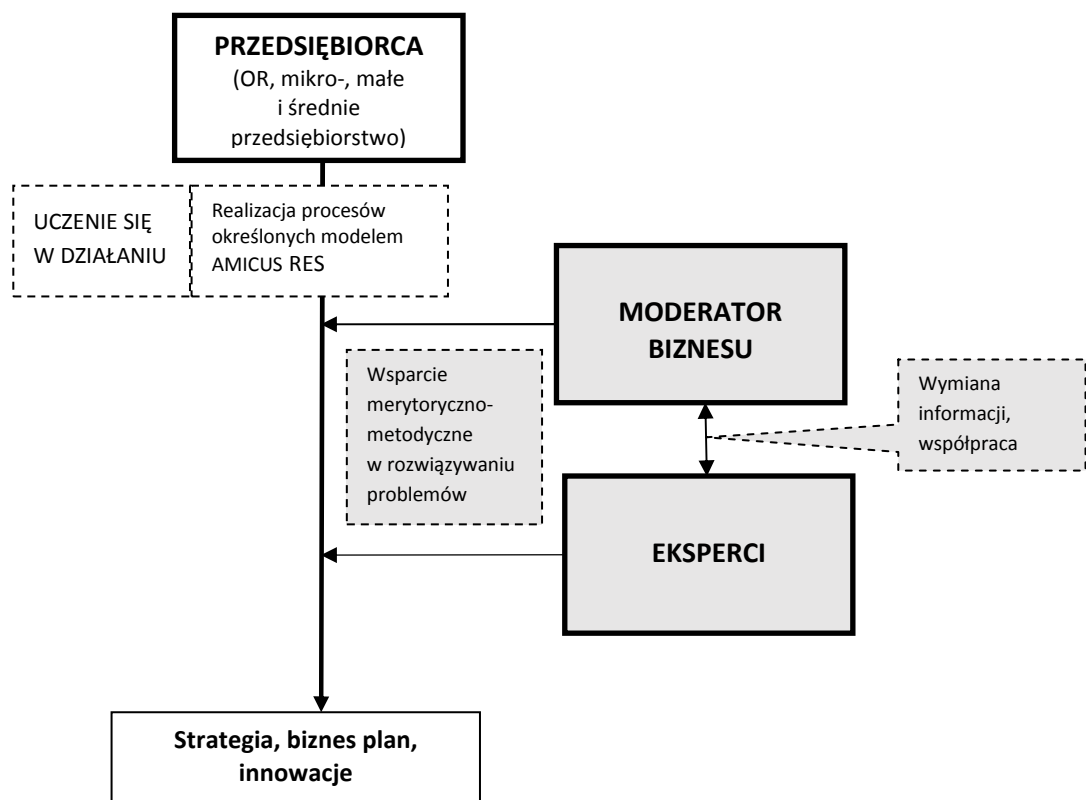 PRZEDSIĘBIORCA
(OR, mikro-, małe
i średnie
przedsiębiorstwo)
UCZENIE SIĘ
W DZIAŁANIU
Realizacja procesów
określonych modelem
AMICUS RES
MODERATOR
BIZNESU
Wsparcie
merytoryczno-
metodyczne
w rozwiązywaniu
problemów
Wymiana
informacji,
współpraca
EKSPERCI
Strategia, biznes plan,
innowacje